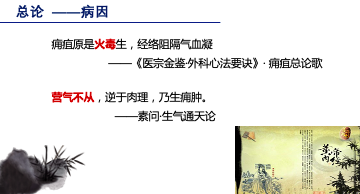 总论 ——病因
痈疽原是火毒生，经络阻隔气血凝
——《医宗金鉴·外科心法要诀》·痈疽总论歌
营气不从，逆于肉理，乃生痈肿。
——素问·生气通天论